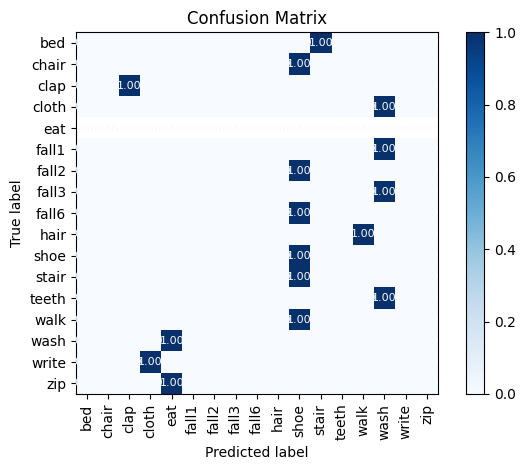 Confusion Matrix
True label
bed 1.00
chair 1.00
clap 1.00
cloth 1.00
eat
fall1 1.00
fall2 1.00
fall3 1.00
fall6 1.00
hair 1.00
shoe 1.00
stair 1.00
teeth 1.00
walk 1.00
wash 1.00
write 1.00
zip 1.00
bed chair clap cloth eat fall1 fall2 fall3 fall6 hair shoe stair teeth walk wash write zip
Predicted label
1.0
0.8
0.6
0.4
0.2
0.0